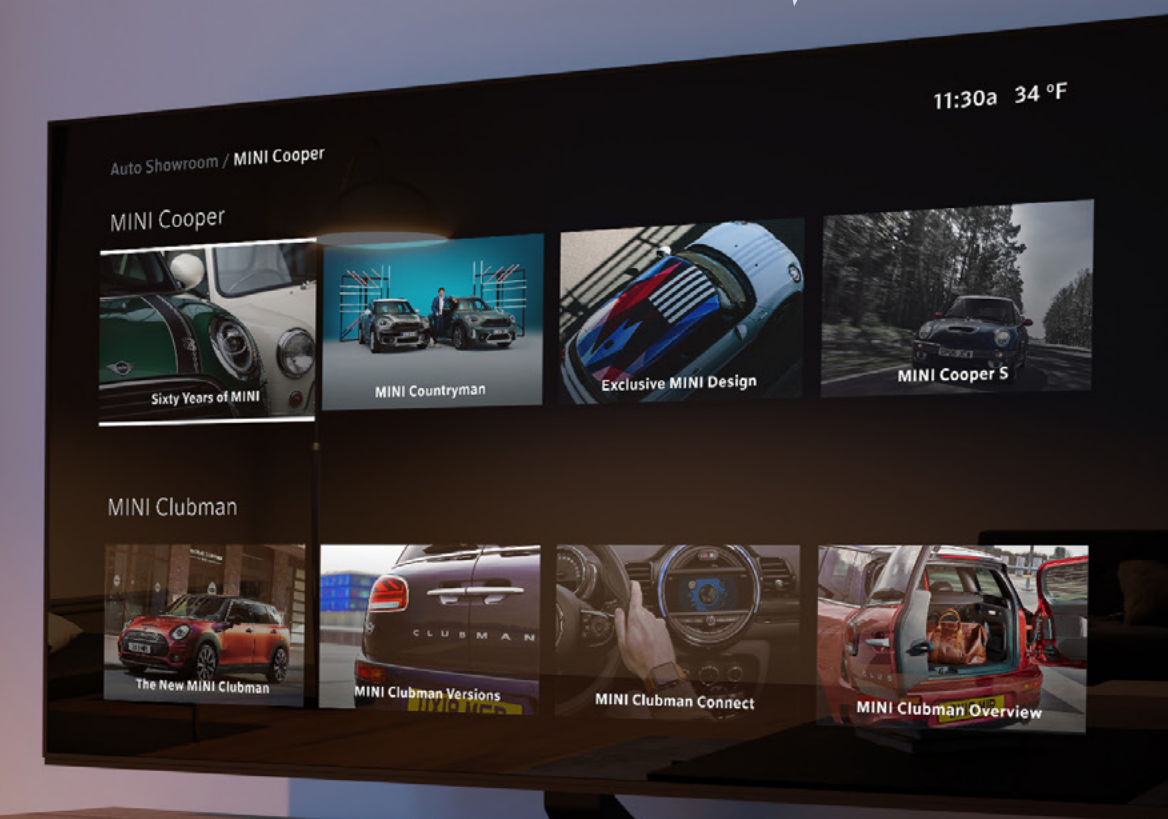 11:30a 34 °F
Auto Showroom / MINI Cooper
MINI Cooper
Sixty Years of MINI
MINI Countryman
Exclusive MINI Design
MINI Cooper S
MINI Clubman
CLUBMAN
The New MINI Clubman
MINI Clubman Versions
MINI Clubman Connect
MINI Clubman Overview